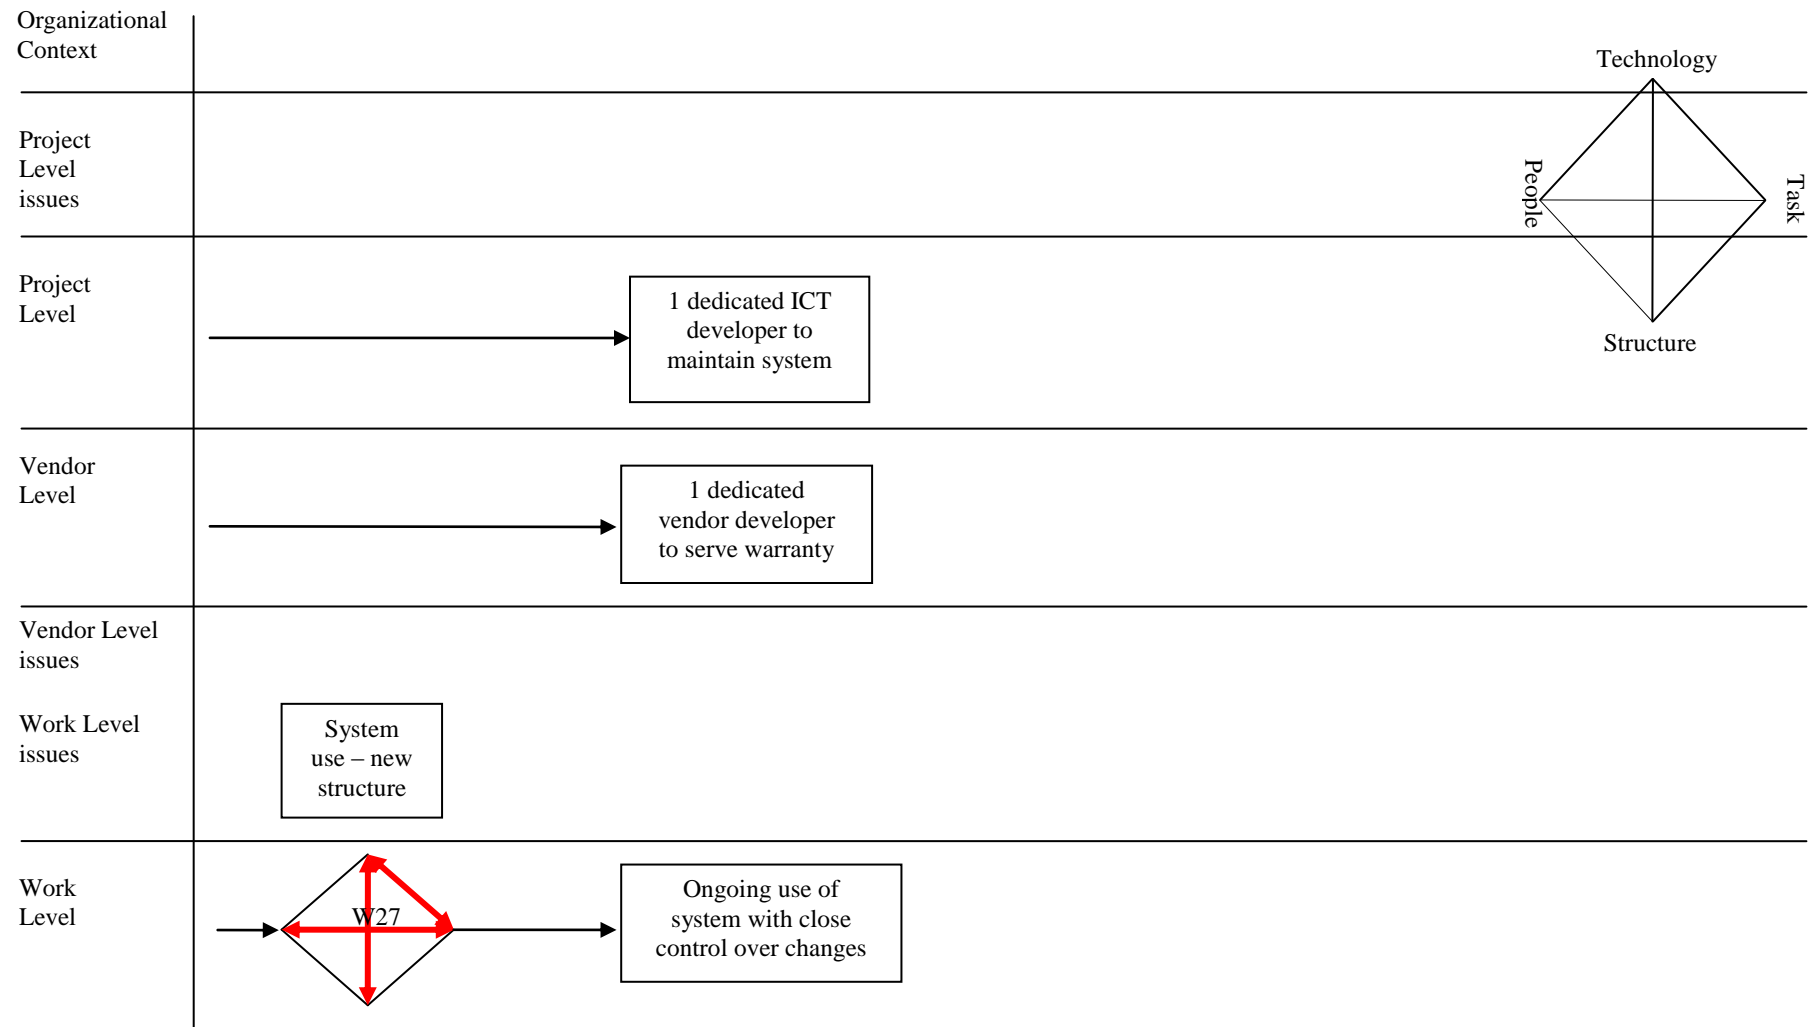 Organizational
Context
Technology
Project
Level
issues
People
Task
Project
Level
1 dedicated ICT
developer to
maintain system
Structure
Vendor
Level
1 dedicated
vendor developer
to serve warranty
Vendor Level
issues
Work Level
issues
System
use – new
structure
Work
Level
W27
Ongoing use of
system with close
control over changes